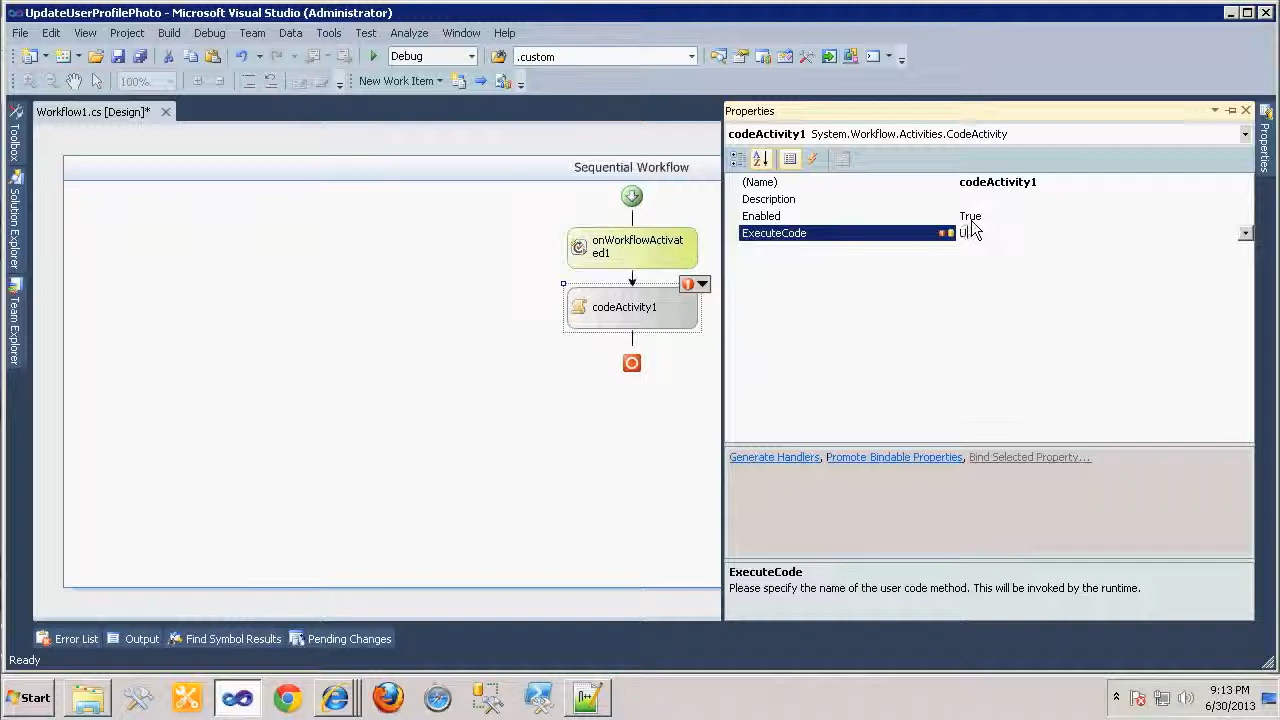 UpdateUserProfilePhoto - Microsoft Visual Studio (Administrator)
File Edit View Project Build Debug Team Data Tools Test Analyze Window Help
Debug .custom
100% New Work Item
Workflow1.cs [Design]*
Toolbox
Solution Explorer
Team Explorer
Sequential Workflow
onWorkflowActivat
ed1
codeActivity1
Properties
codeActivity1 System.Workflow.Activities.CodeActivity
(Name) codeActivity1
Description
Enabled True
ExecuteCode U
Generate Handlers, Promote Bindable Properties, Bind Selected Property...
ExecuteCode
Please specify the name of the user code method. This will be invoked by the runtime.
Properties
Error List Output Find Symbol Results Pending Changes
Ready
Start
9:13 PM
6/30/2013